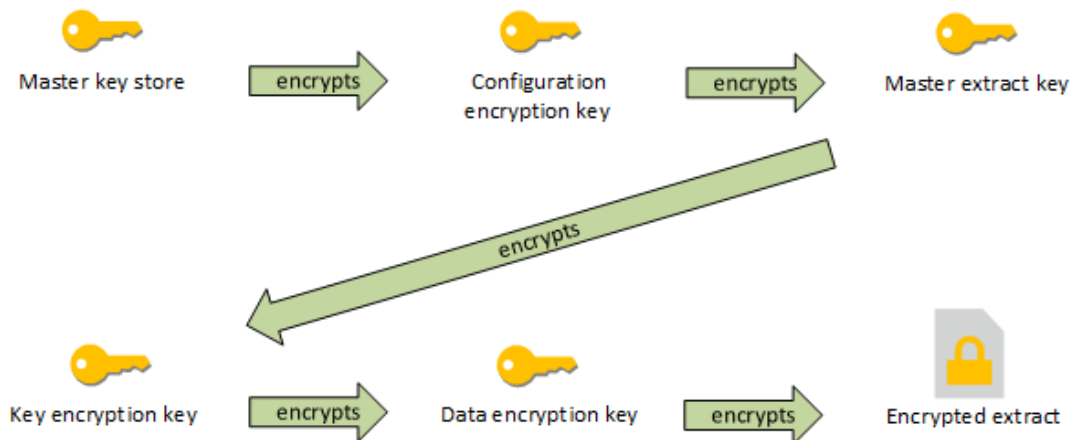 Master key store
encrypts
Configuration
encryption key
encrypts
Master extract key
encrypts
Key encryption key
encrypts
Data encryption key
encrypts
Encrypted extract